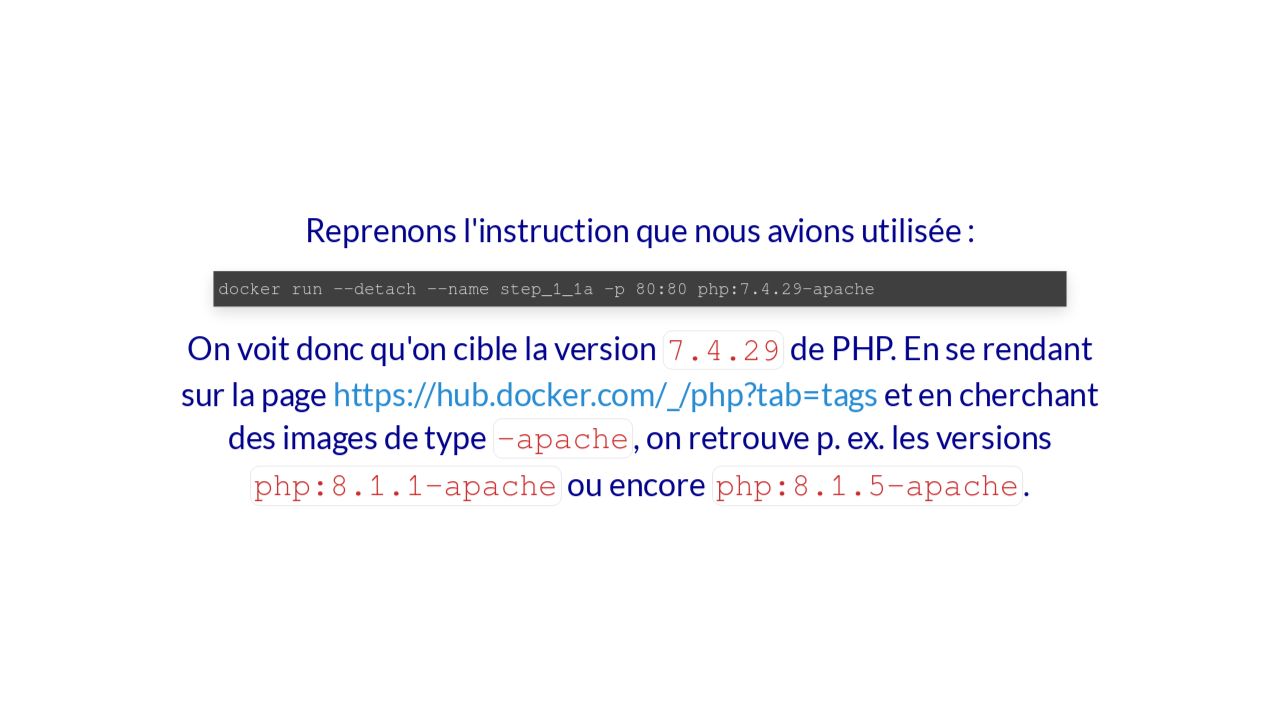 Reprenons l'instruction que nous avions utilisée :
docker run --detach --name step_1_1a -p 80:80 php:7.4.29-apache
On voit donc qu'on cible la version 7.4.29 de PHP. En se rendant
sur la page https://hub.docker.com/_/php?tab=tags et en cherchant
des images de type -apache, on retrouve p. ex. les versions
php:8.1.1-apache ou encore php:8.1.5-apache.